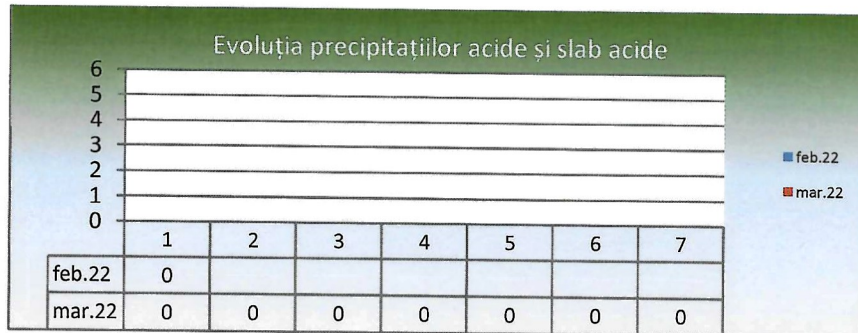 Evoluția precipitațiilor acide și slab acide
6
5
4
3
2
1
0
feb.22
mar.22
1 2 3 4 5 6 7
feb.22 0
mar.22 0 0 0 0 0 0 0